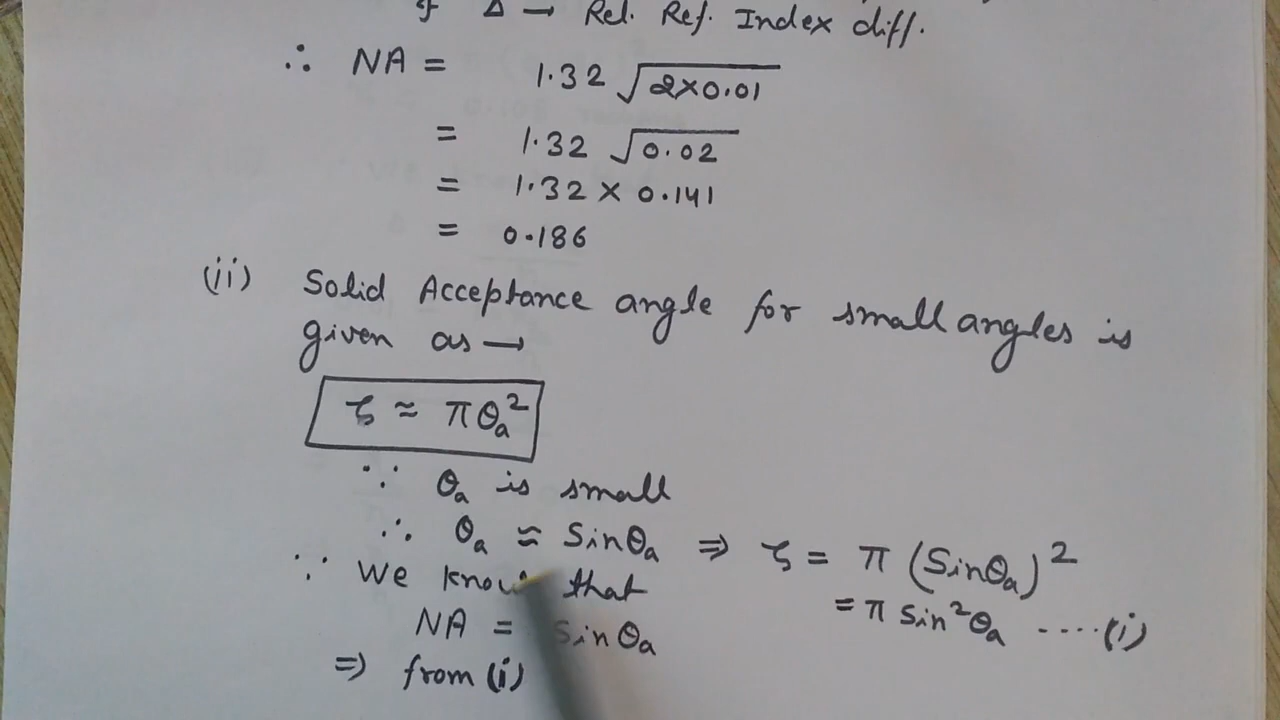 Δ → Rel. Ref. Index diff.
∴ NA = 1.32 √2×0.01
= 1.32 √0.02
= 1.32 × 0.141
= 0.186
(ii) Solid Acceptance angle for small angles is
given as →
ζ ≈ πθa²
∵ θa is small
∴ θa ≈ Sinθa ⇒ ζ = π (Sinθa)²
= π Sin²θa ....(i)
∵ We know that
NA = Sinθa
⇒ from (i)